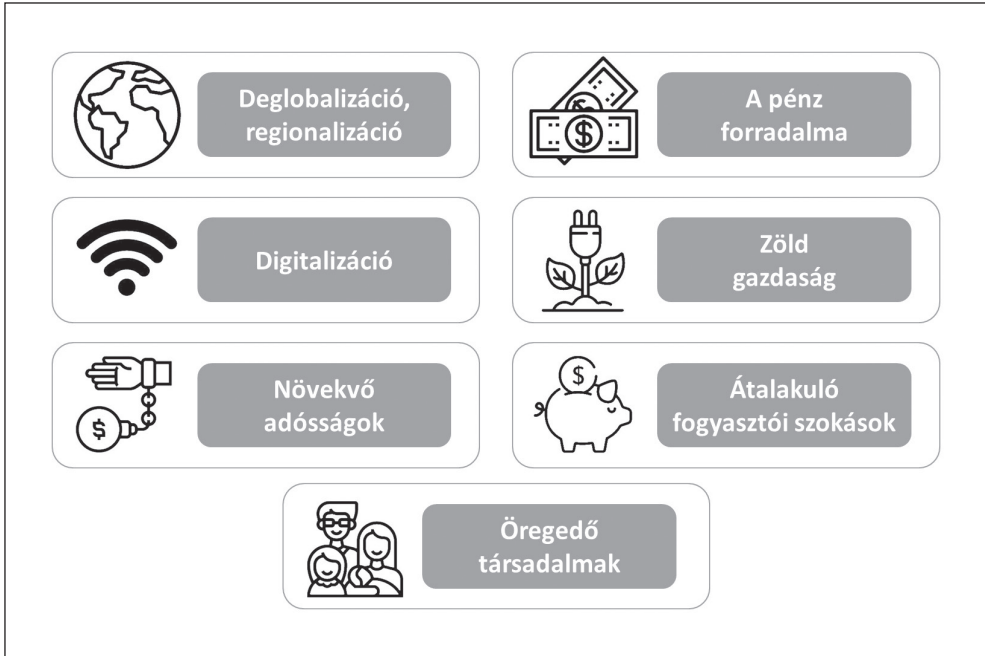 Deglobalizáció,
regionalizáció
A pénz
forradalma
Digitalizáció
Zöld
gazdaság
Növekvő
adósságok
Átalakuló
fogyasztói szokások
Öregedő
társadalmak